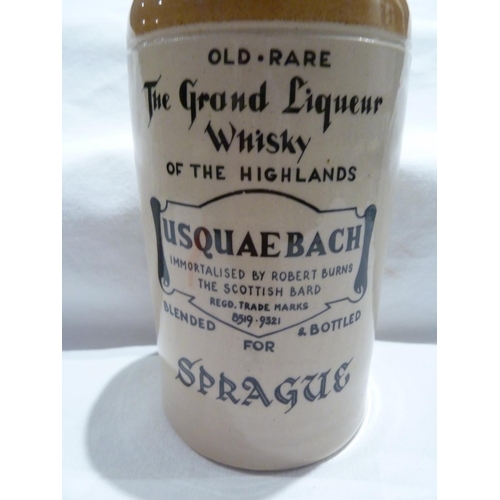 OLD • RARE
The Grand Liqueur
Whisky
OF THE HIGHLANDS
USQUAEBACH
IMMORTALISED BY ROBERT BURNS
THE SCOTTISH BARD
REGD. TRADE MARKS
8519-9321
BLENDED & BOTTLED
FOR
SPRAGUE